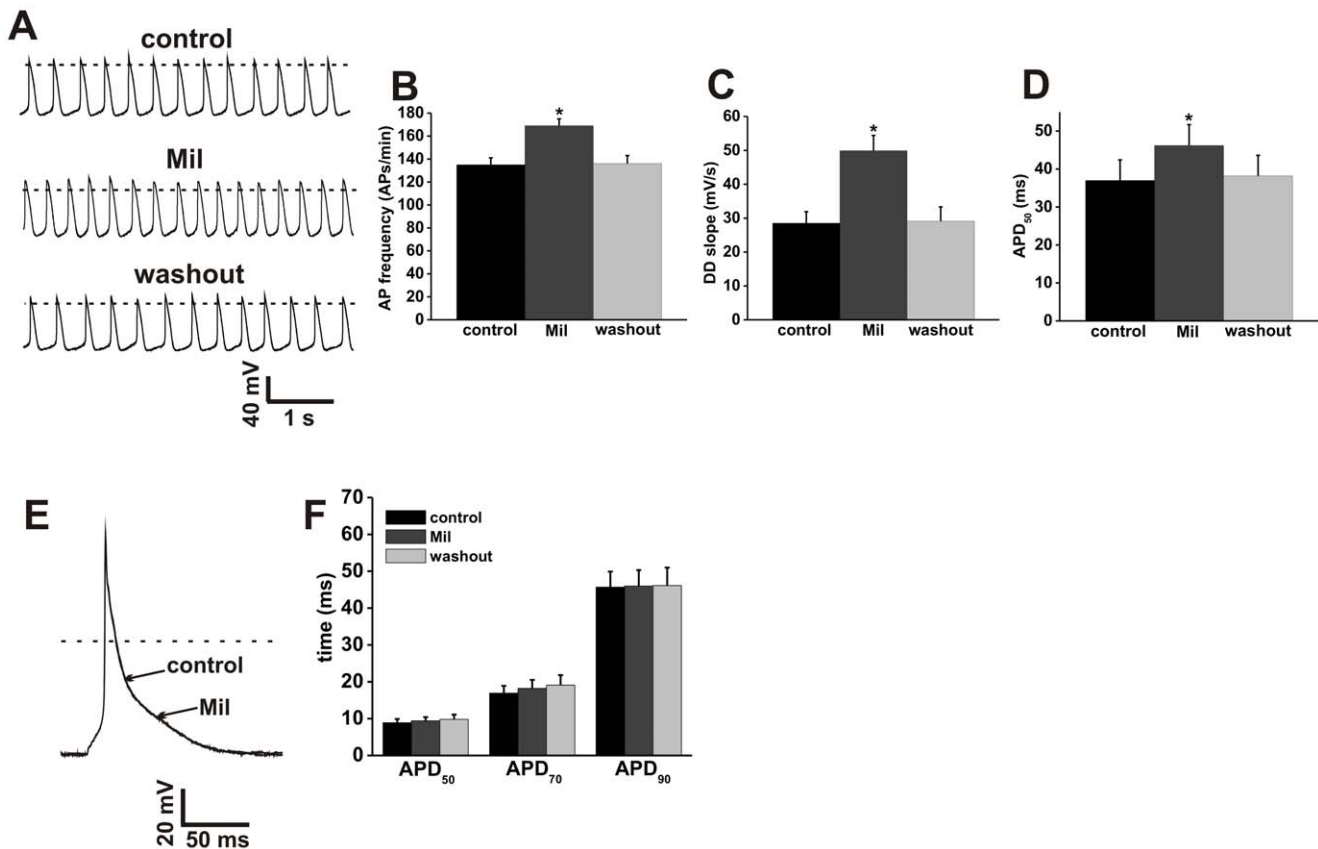 A
control
Mil
washout
40 mV
1 s
B
AP frequency (APs/min)
180
160
140
120
100
80
60
40
20
0
*
control Mil washout
C
DD slope (mV/s)
60
50
40
30
20
10
0
*
control Mil washout
D
APD50 (ms)
50
40
30
20
10
0
*
control Mil washout
E
control
Mil
20 mV
50 ms
F
time (ms)
70
60
50
40
30
20
10
0
control
Mil
washout
APD50 APD70 APD90